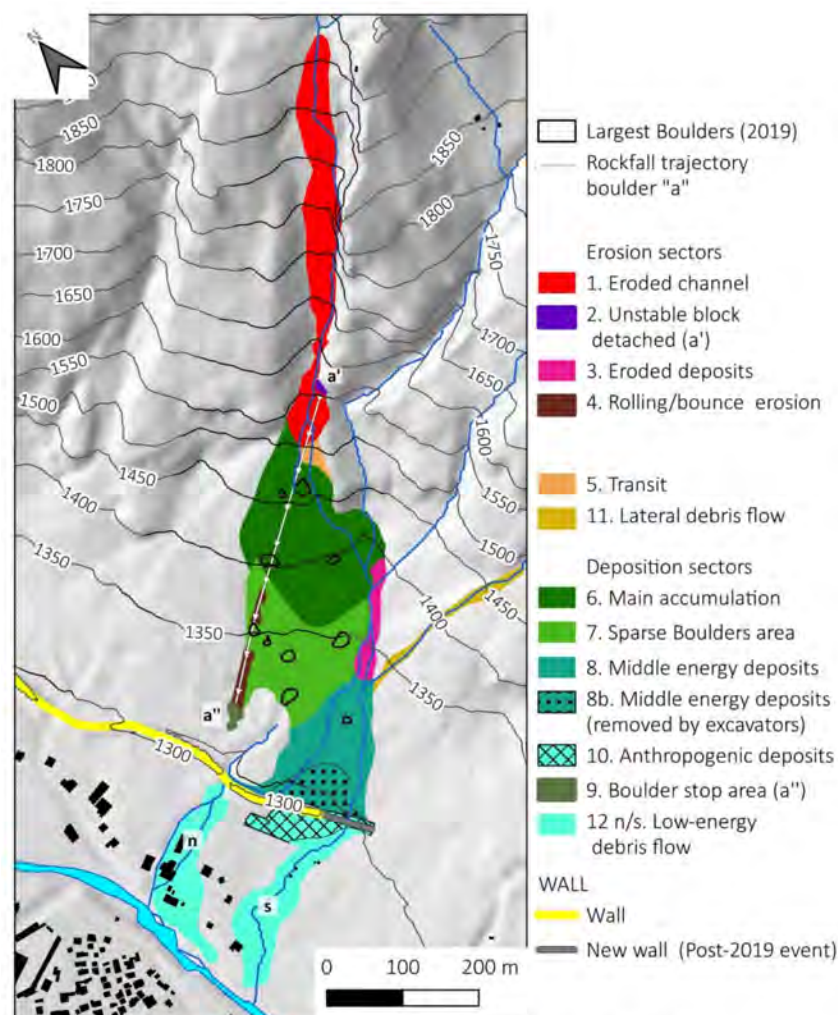 N
1850
1800
1750
1700
1650
1600
1550
1500
1450
1400
1350
1850
1800
1750
1700
1650
1600
1550
1500
1450
1400
1350
1350
1300
1300
a'
a"
n
s
0 100 200 m
Largest Boulders (2019)
Rockfall trajectory
boulder "a"
Erosion sectors
1. Eroded channel
2. Unstable block
detached (a')
3. Eroded deposits
4. Rolling/bounce erosion
5. Transit
11. Lateral debris flow
Deposition sectors
6. Main accumulation
7. Sparse Boulders area
8. Middle energy deposits
8b. Middle energy deposits
(removed by excavators)
10. Anthropogenic deposits
9. Boulder stop area (a")
12 n/s. Low-energy
debris flow
WALL
Wall
New wall (Post-2019 event)